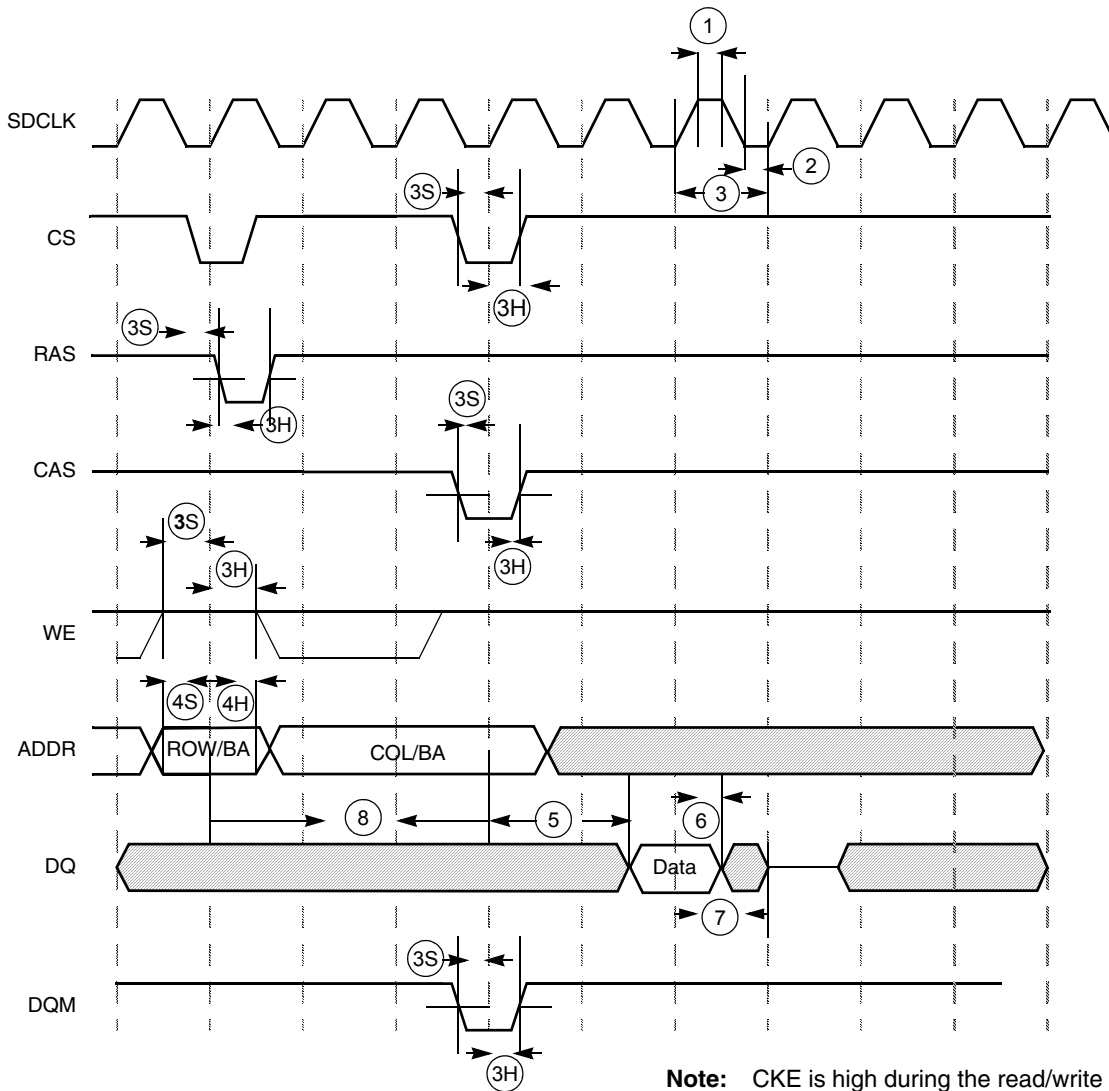 1
SDCLK
2
3S
3
CS
3H
3S
RAS
3S
3H
CAS
3S
3H
3H
WE
4S 4H
ADDR ROW/BA COL/BA
8 5 6
DQ Data
7
3S
DQM
3H
Note: CKE is high during the read/write